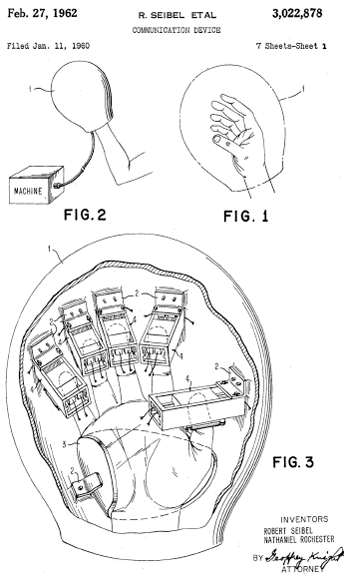 Feb. 27, 1962
R. SEIBEL ETAL
3,022,878
COMMUNICATION DEVICE
Filed Jan. 11, 1960
7 Sheets-Sheet 1
1
1
MACHINE
FIG. 2
FIG. 1
1
2
2
2
4
4
4
2
3
2
FIG. 3
INVENTORS
ROBERT SEIBEL
NATHANIEL ROCHESTER
BY Geoffrey Knight
ATTORNEY